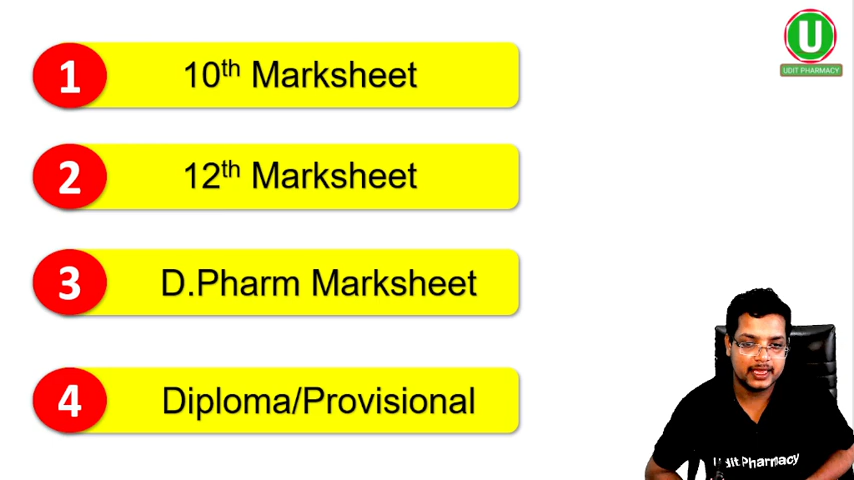 1 10th Marksheet
2 12th Marksheet
3 D.Pharm Marksheet
4 Diploma/Provisional
U
UDIT PHARMACY
Udit Pharmacy